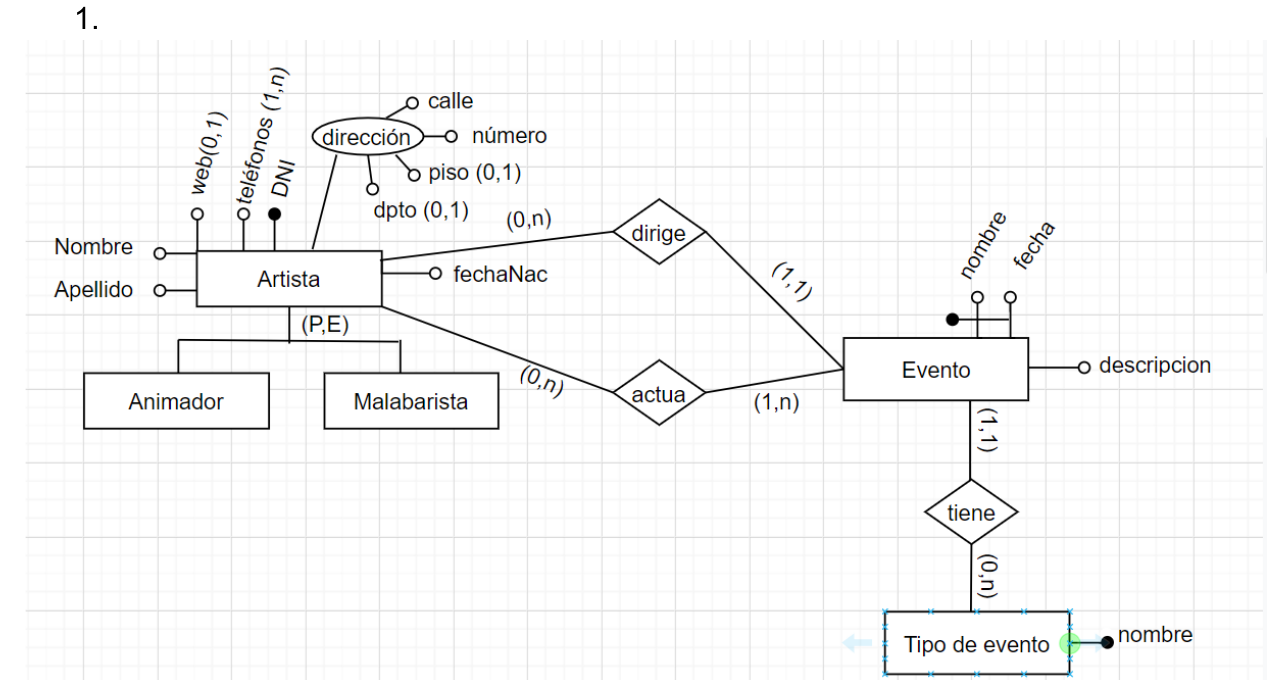 1.
calle
dirección
número
piso (0,1)
dpto (0,1)
web(0,1)
teléfonos (1,n)
DNI
Nombre
Apellido
Artista
fechaNac
(0,n)
dirige
(1,1)
(P,E)
Animador
Malabarista
(0,n)
actua
(1,n)
nombre
fecha
Evento
descripcion
(1,1)
tiene
(0,n)
Tipo de evento
nombre